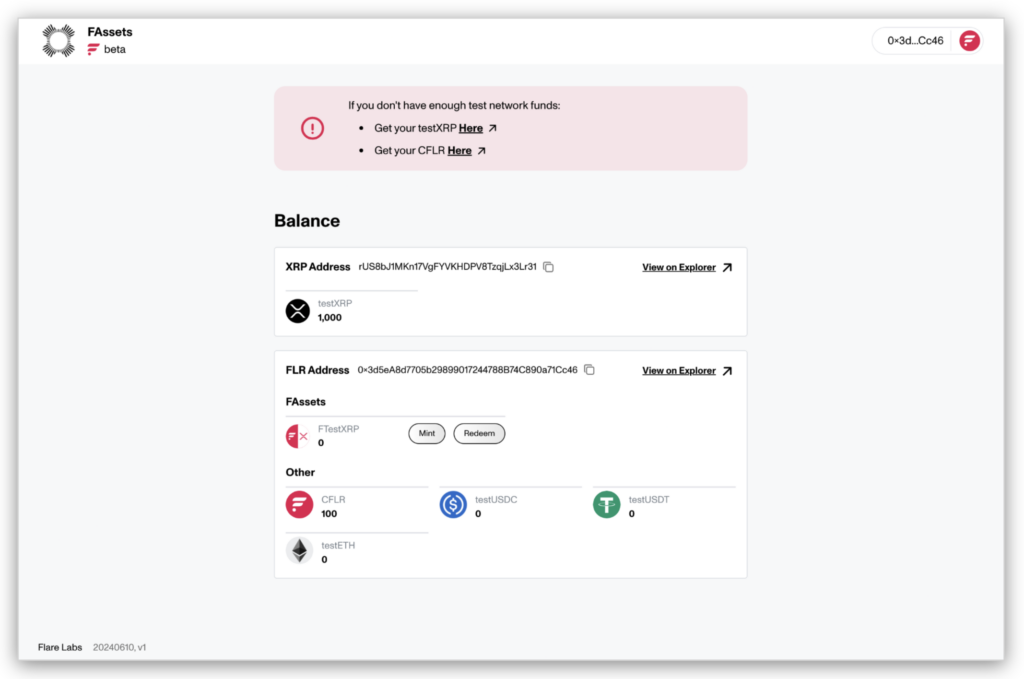 FAssets
beta
0×3d...Cc46
If you don't have enough test network funds:
• Get your testXRP Here ↗
• Get your CFLR Here ↗
Balance
XRP Address rUS8bJ1MKn17VgFYVKHDPV8TzqjLx3Lr31
View on Explorer ↗
testXRP
1,000
FLR Address 0×3d5eA8d7705b29899017244788B74C890a71Cc46
View on Explorer ↗
FAssets
FTestXRP
0
Mint
Redeem
Other
CFLR
100
testUSDC
0
testUSDT
0
testETH
0
Flare Labs 20240610, v1